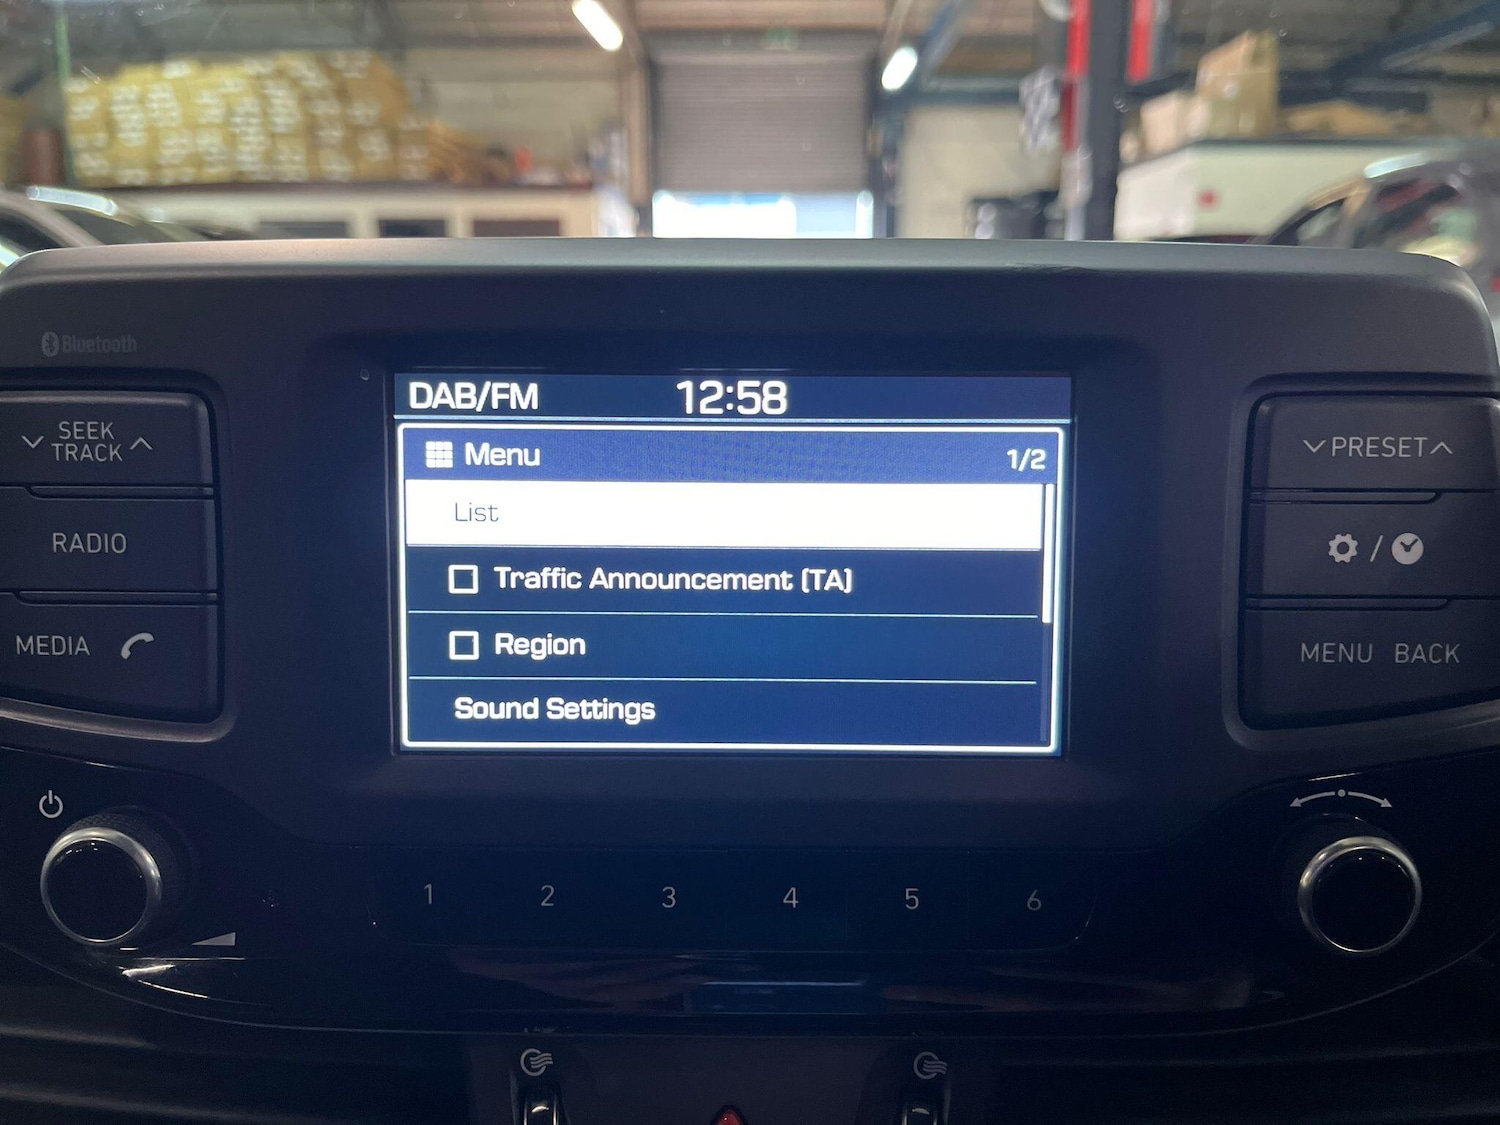 Bluetooth
SEEK
TRACK
RADIO
MEDIA
DAB/FM 12:58
Menu 1/2
List
Traffic Announcement (TA)
Region
Sound Settings
PRESET
/
MENU BACK
1 2 3 4 5 6